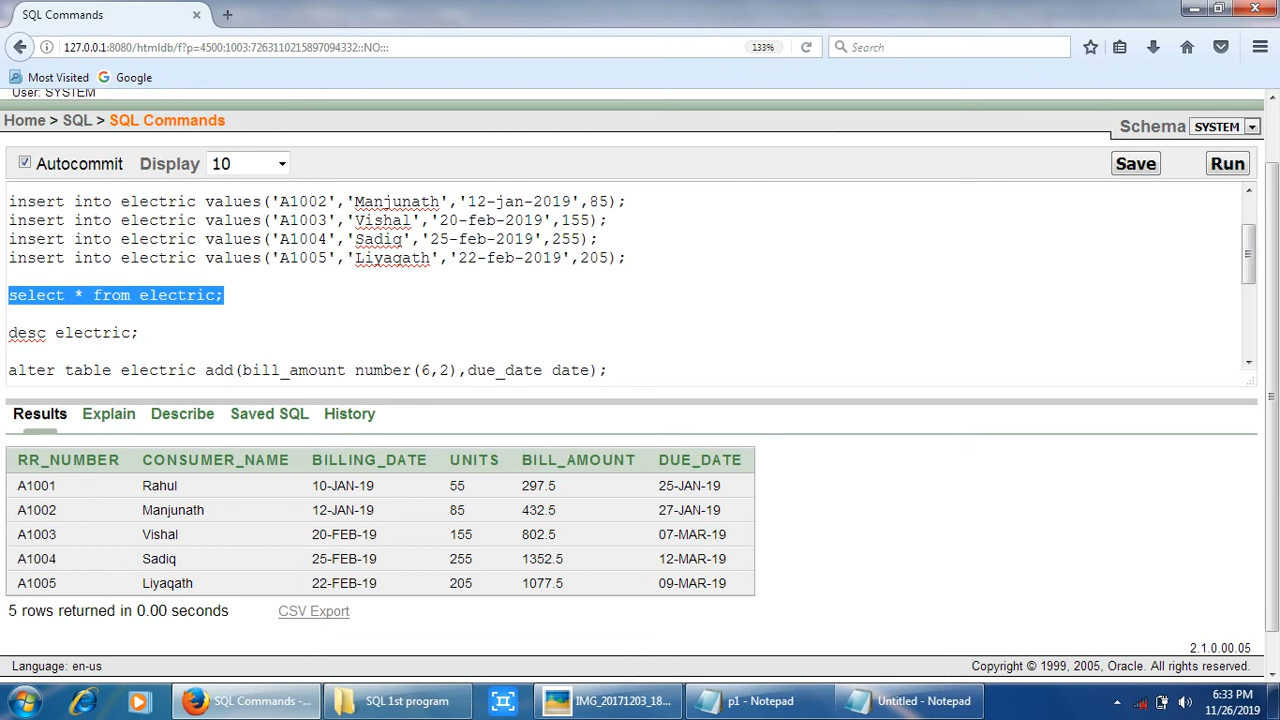 SQL Commands
127.0.0.1:8080/htmldb/f?p=4500:1003:7263110215897094332::NO:::
133%
Search
Most Visited Google
User: SYSTEM
Home > SQL > SQL Commands
Schema SYSTEM
Autocommit Display 10
Save Run
insert into electric values('A1002','Manjunath','12-jan-2019',85);
insert into electric values('A1003','Vishal','20-feb-2019',155);
insert into electric values('A1004','Sadiq','25-feb-2019',255);
insert into electric values('A1005','Liyaqath','22-feb-2019',205);
select * from electric;
desc electric;
alter table electric add(bill_amount number(6,2),due_date date);
Results Explain Describe Saved SQL History
RR_NUMBER CONSUMER_NAME BILLING_DATE UNITS BILL_AMOUNT DUE_DATE
A1001 Rahul 10-JAN-19 55 297.5 25-JAN-19
A1002 Manjunath 12-JAN-19 85 432.5 27-JAN-19
A1003 Vishal 20-FEB-19 155 802.5 07-MAR-19
A1004 Sadiq 25-FEB-19 255 1352.5 12-MAR-19
A1005 Liyaqath 22-FEB-19 205 1077.5 09-MAR-19
5 rows returned in 0.00 seconds CSV Export
2.1.0.00.05
Language: en-us Copyright © 1999, 2005, Oracle. All rights reserved.
SQL Commands -... SQL 1st program IMG_20171203_18... p1 - Notepad Untitled - Notepad
6:33 PM
11/26/2019